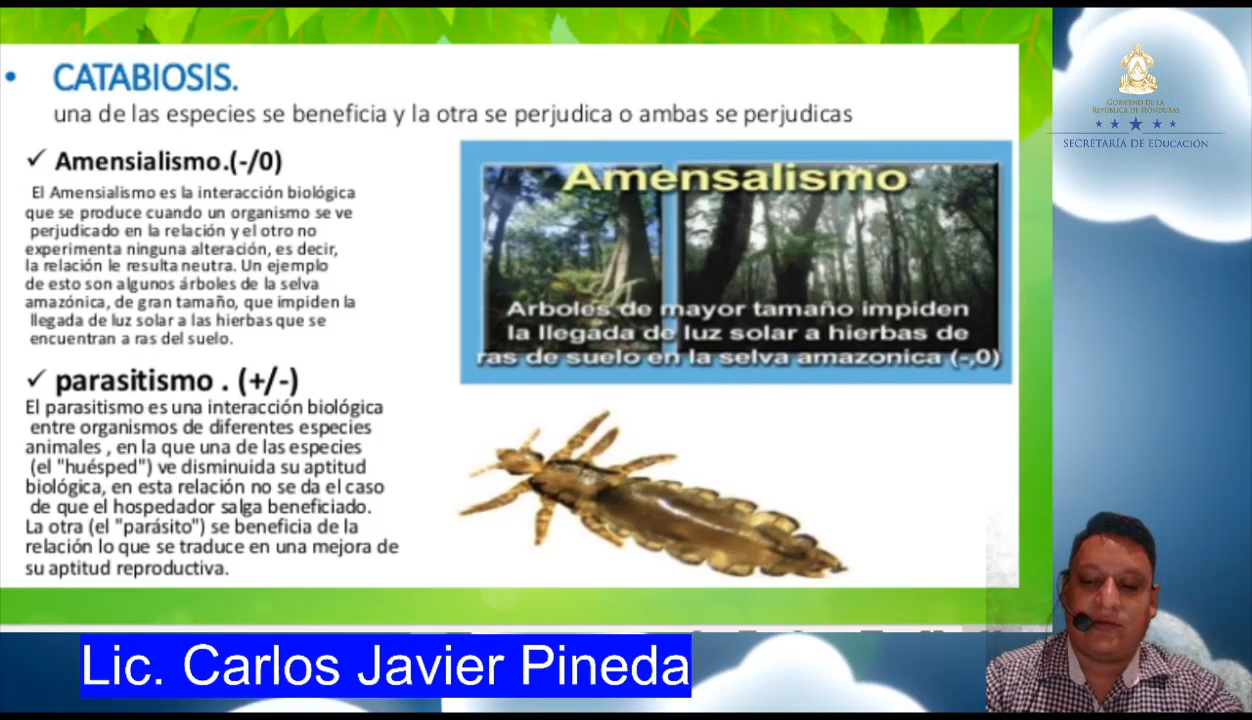 • CATABIOSIS.
una de las especies se beneficia y la otra se perjudica o ambas se perjudicas
✓ Amensialismo.(-/0)
El Amensialismo es la interacción biológica
que se produce cuando un organismo se ve
perjudicado en la relación y el otro no
experimenta ninguna alteración, es decir,
la relación le resulta neutra. Un ejemplo
de esto son algunos árboles de la selva
amazónica, de gran tamaño, que impiden la
llegada de luz solar a las hierbas que se
encuentran a ras del suelo.
✓ parasitismo . (+/-)
El parasitismo es una interacción biológica
entre organismos de diferentes especies
animales , en la que una de las especies
(el "huésped") ve disminuida su aptitud
biológica, en esta relación no se da el caso
de que el hospedador salga beneficiado.
La otra (el "parásito") se beneficia de la
relación lo que se traduce en una mejora de
su aptitud reproductiva.
Amensalismo
Arboles de mayor tamaño impiden
la llegada de luz solar a hierbas de
ras de suelo en la selva amazonica (-,0)
GOBIERNO DE LA
REPÚBLICA DE HONDURAS
SECRETARÍA DE EDUCACIÓN
Lic. Carlos Javier Pineda